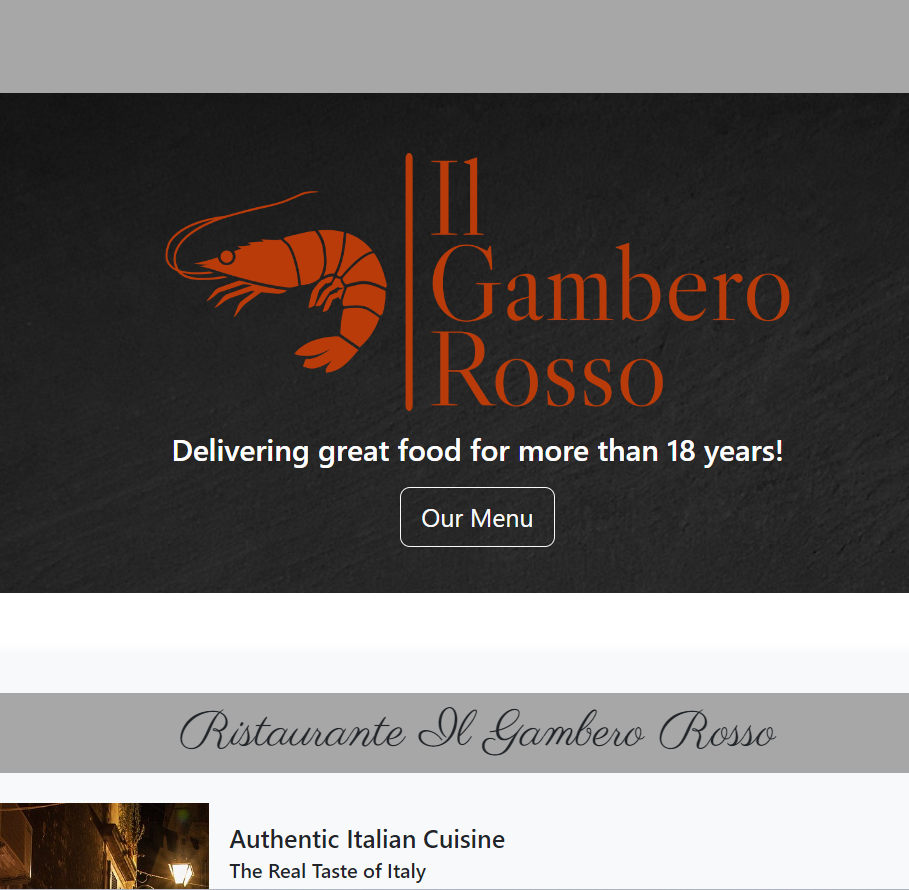 Il
Gambero
Rosso
Delivering great food for more than 18 years!
Our Menu
Ristaurante Il Gambero Rosso
Authentic Italian Cuisine
The Real Taste of Italy